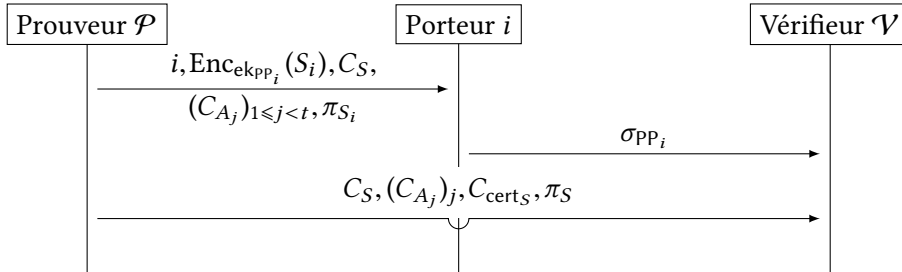 Prouveur 𝒫
Porteur i
Vérifieur 𝒱
i, Enc_{ek_{PP_i}}(S_i), C_S,
(C_{A_j})_{1⩽j<t}, π_{S_i}
σ_{PP_i}
C_S, (C_{A_j})_j, C_{cert_S}, π_S